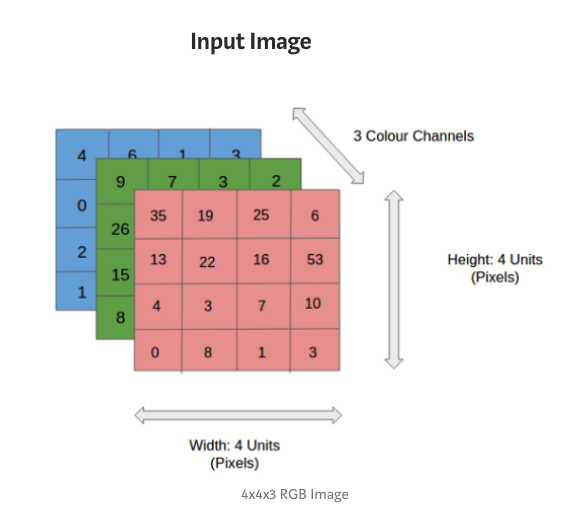 Input Image
3 Colour Channels
4 6 1 3
9 7 3 2
0
35 19 25 6
26
2
13 22 16 53
15
1
4 3 7 10
8
0 8 1 3
Height: 4 Units
(Pixels)
Width: 4 Units
(Pixels)
4x4x3 RGB Image